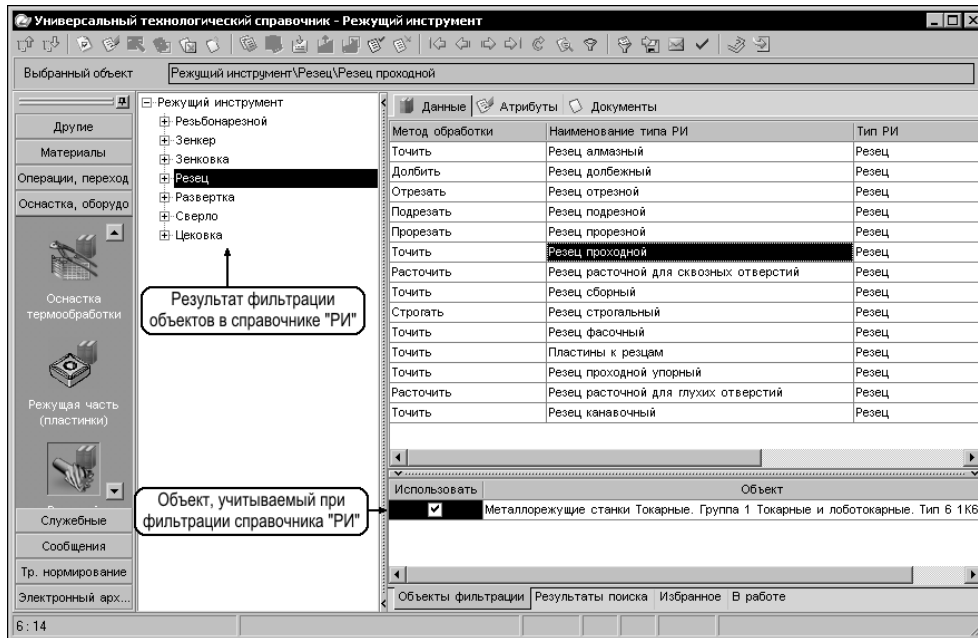 Универсальный технологический справочник - Режущий инструмент
Выбранный объект Режущий инструмент\Резец\Резец проходной
Другие
Материалы
Операции, переход
Оснастка, оборудо
Оснастка
термообработки
Режущая часть
(пластинки)
Служебные
Сообщения
Тр. нормирование
Электронный арх...
Режущий инструмент
Резьбонарезной
Зенкер
Зенковка
Резец
Развертка
Сверло
Цековка
Результат фильтрации
объектов в справочнике "РИ"
Объект, учитываемый при
фильтрации справочника "РИ"
Данные Атрибуты Документы
Метод обработки Наименование типа РИ Тип РИ
Точить Резец алмазный Резец
Долбить Резец долбежный Резец
Отрезать Резец отрезной Резец
Подрезать Резец подрезной Резец
Прорезать Резец прорезной Резец
Точить Резец проходной Резец
Расточить Резец расточной для сквозных отверстий Резец
Точить Резец сборный Резец
Строгать Резец строгальный Резец
Точить Резец фасочный Резец
Точить Пластины к резцам Резец
Точить Резец проходной упорный Резец
Расточить Резец расточной для глухих отверстий Резец
Точить Резец канавочный Резец
Использовать Объект
Металлорежущие станки Токарные. Группа 1 Токарные и лоботокарные. Тип 6 1К6
Объекты фильтрации Результаты поиска Избранное В работе
6 : 14